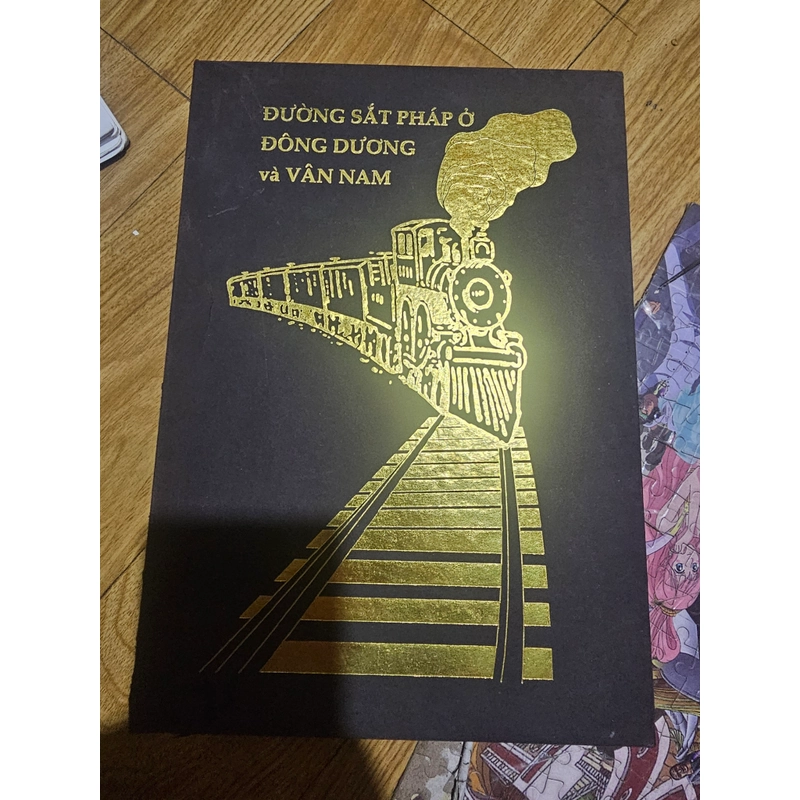 ĐƯỜNG SẮT PHÁP Ở
ĐÔNG DƯƠNG
và VÂN NAM